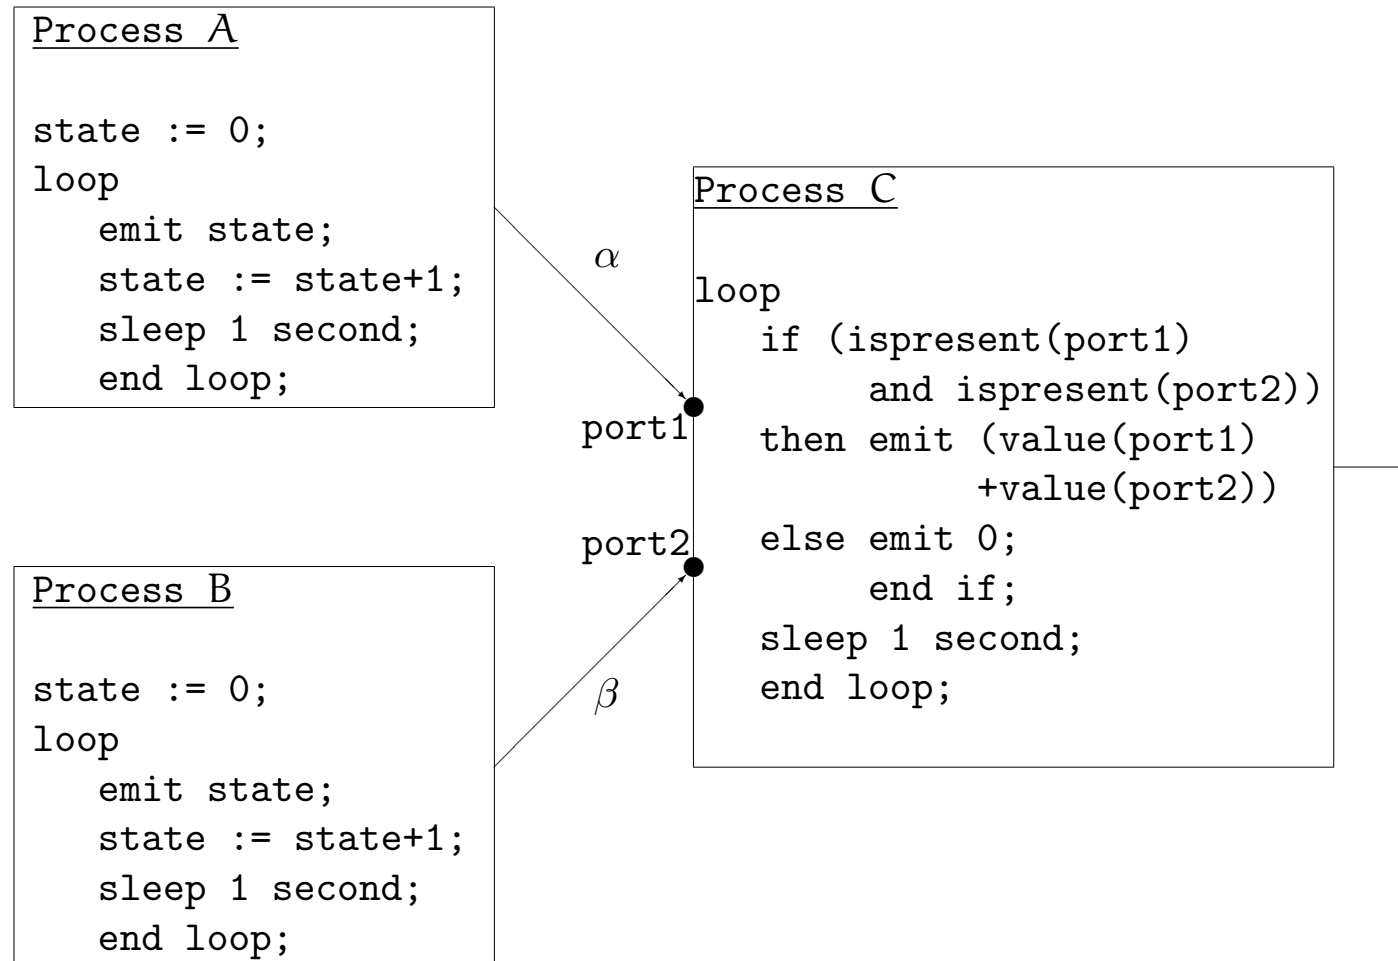 Process A
state := 0;
loop
emit state;
state := state+1;
sleep 1 second;
end loop;
α
port1
port2
β
Process B
state := 0;
loop
emit state;
state := state+1;
sleep 1 second;
end loop;
Process C
loop
if (ispresent(port1)
and ispresent(port2))
then emit (value(port1)
+value(port2))
else emit 0;
end if;
sleep 1 second;
end loop;